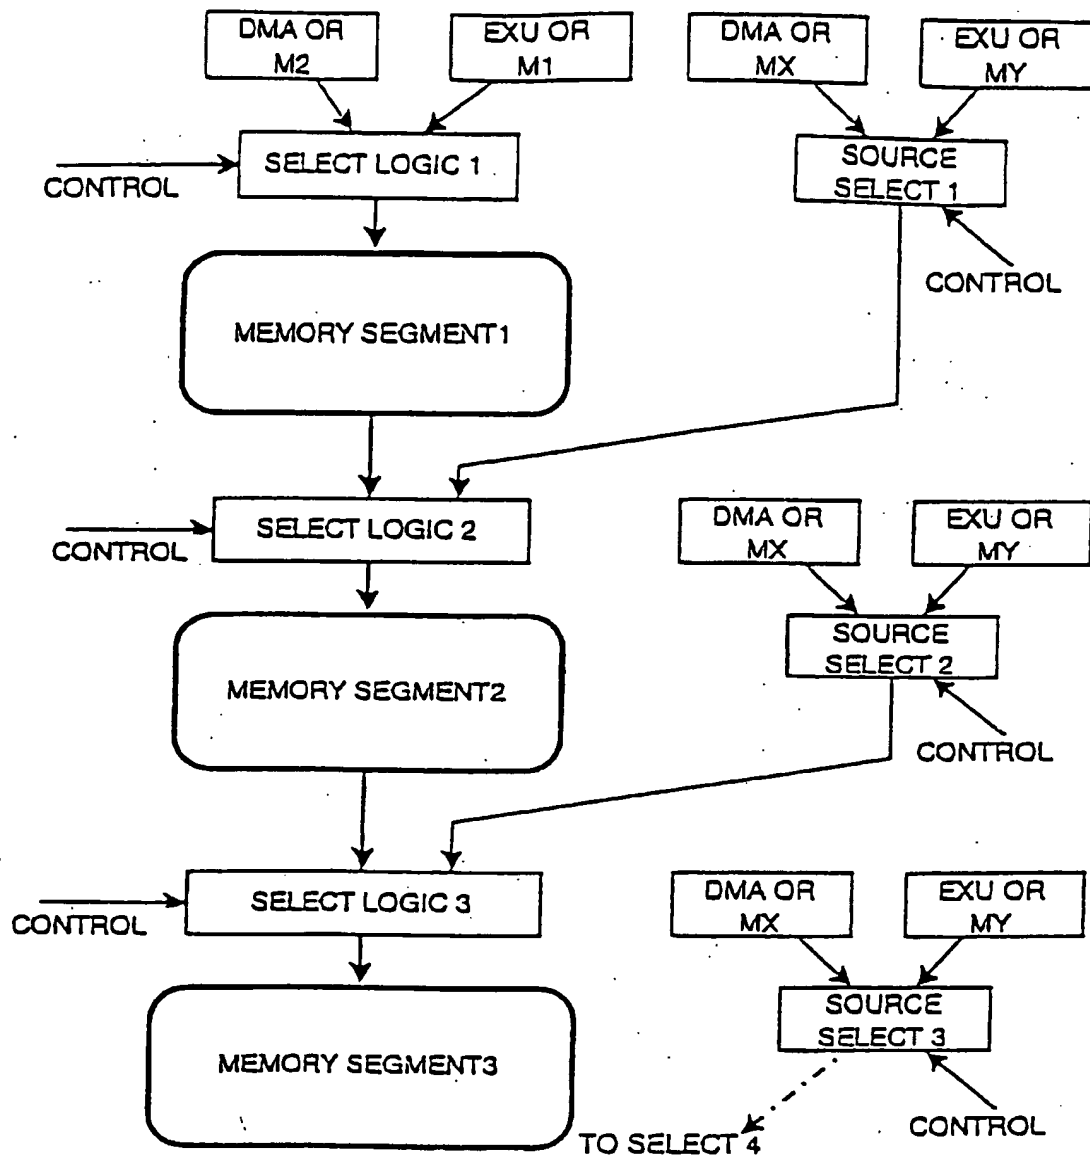 DMA OR
M2
EXU OR
M1
DMA OR
MX
EXU OR
MY
SELECT LOGIC 1
CONTROL
SOURCE
SELECT 1
CONTROL
MEMORY SEGMENT1
SELECT LOGIC 2
CONTROL
DMA OR
MX
EXU OR
MY
SOURCE
SELECT 2
CONTROL
MEMORY SEGMENT2
SELECT LOGIC 3
CONTROL
DMA OR
MX
EXU OR
MY
SOURCE
SELECT 3
CONTROL
MEMORY SEGMENT3
TO SELECT 4